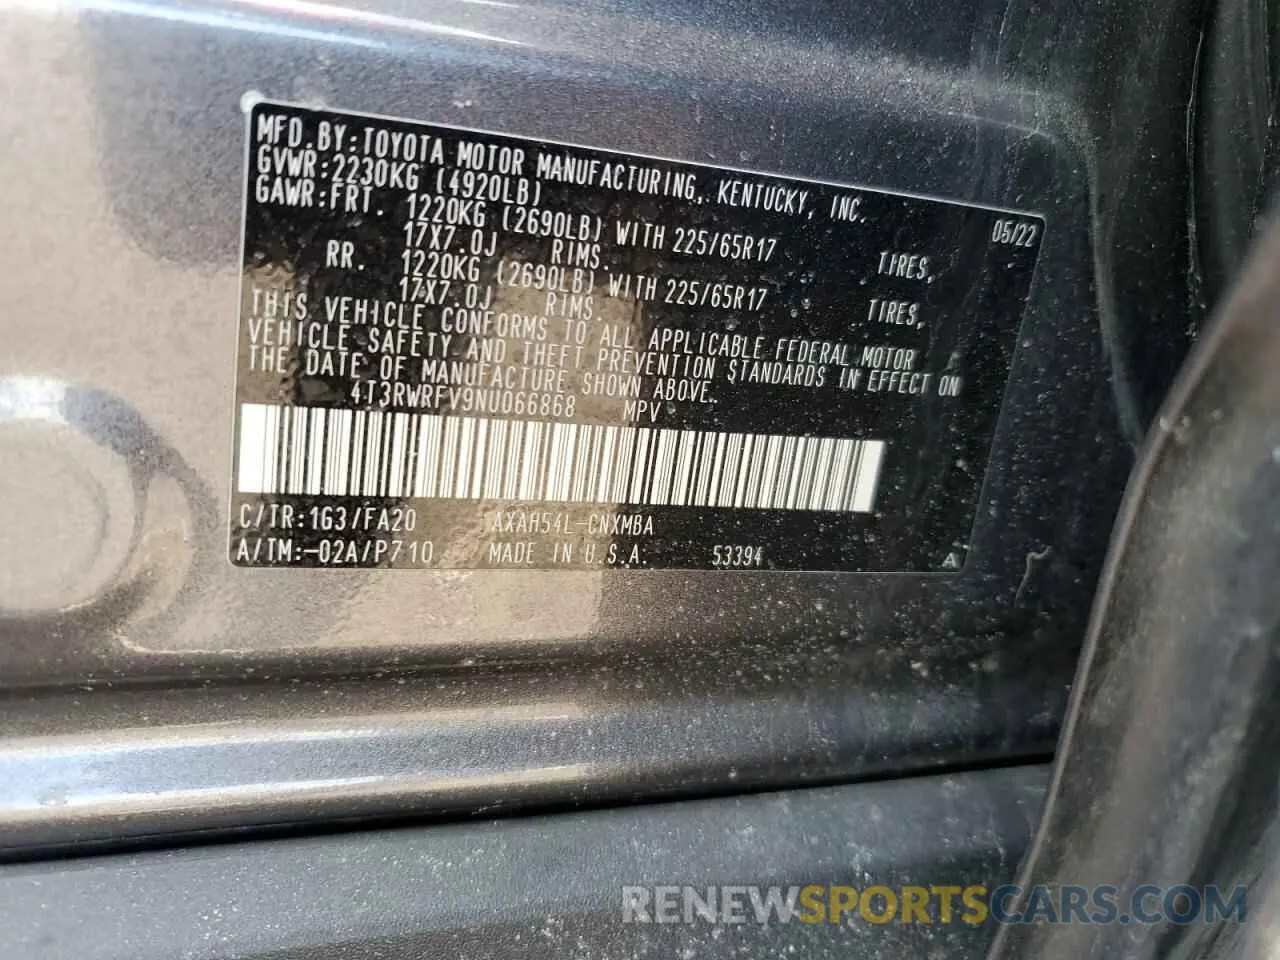 MFD.BY:TOYOTA MOTOR MANUFACTURING, KENTUCKY, INC.
GVWR:2230KG (4920LB) 05/22
GAWR:FRT. 1220KG (2690LB) WITH 225/65R17 TIRES,
17X7.0J RIMS.
RR. 1220KG (2690LB) WITH 225/65R17 TIRES,
17X7.0J RIMS.
THIS VEHICLE CONFORMS TO ALL APPLICABLE FEDERAL MOTOR
VEHICLE SAFETY AND THEFT PREVENTION STANDARDS IN EFFECT ON
THE DATE OF MANUFACTURE SHOWN ABOVE.
4T3RWRFV9NU066868 MPV
C/TR:1G3/FA20 AXAH54L-CNXMBA
A/TM:-02A/P710 MADE IN U.S.A. 53394 A
RENEWSPORTSCARS.COM